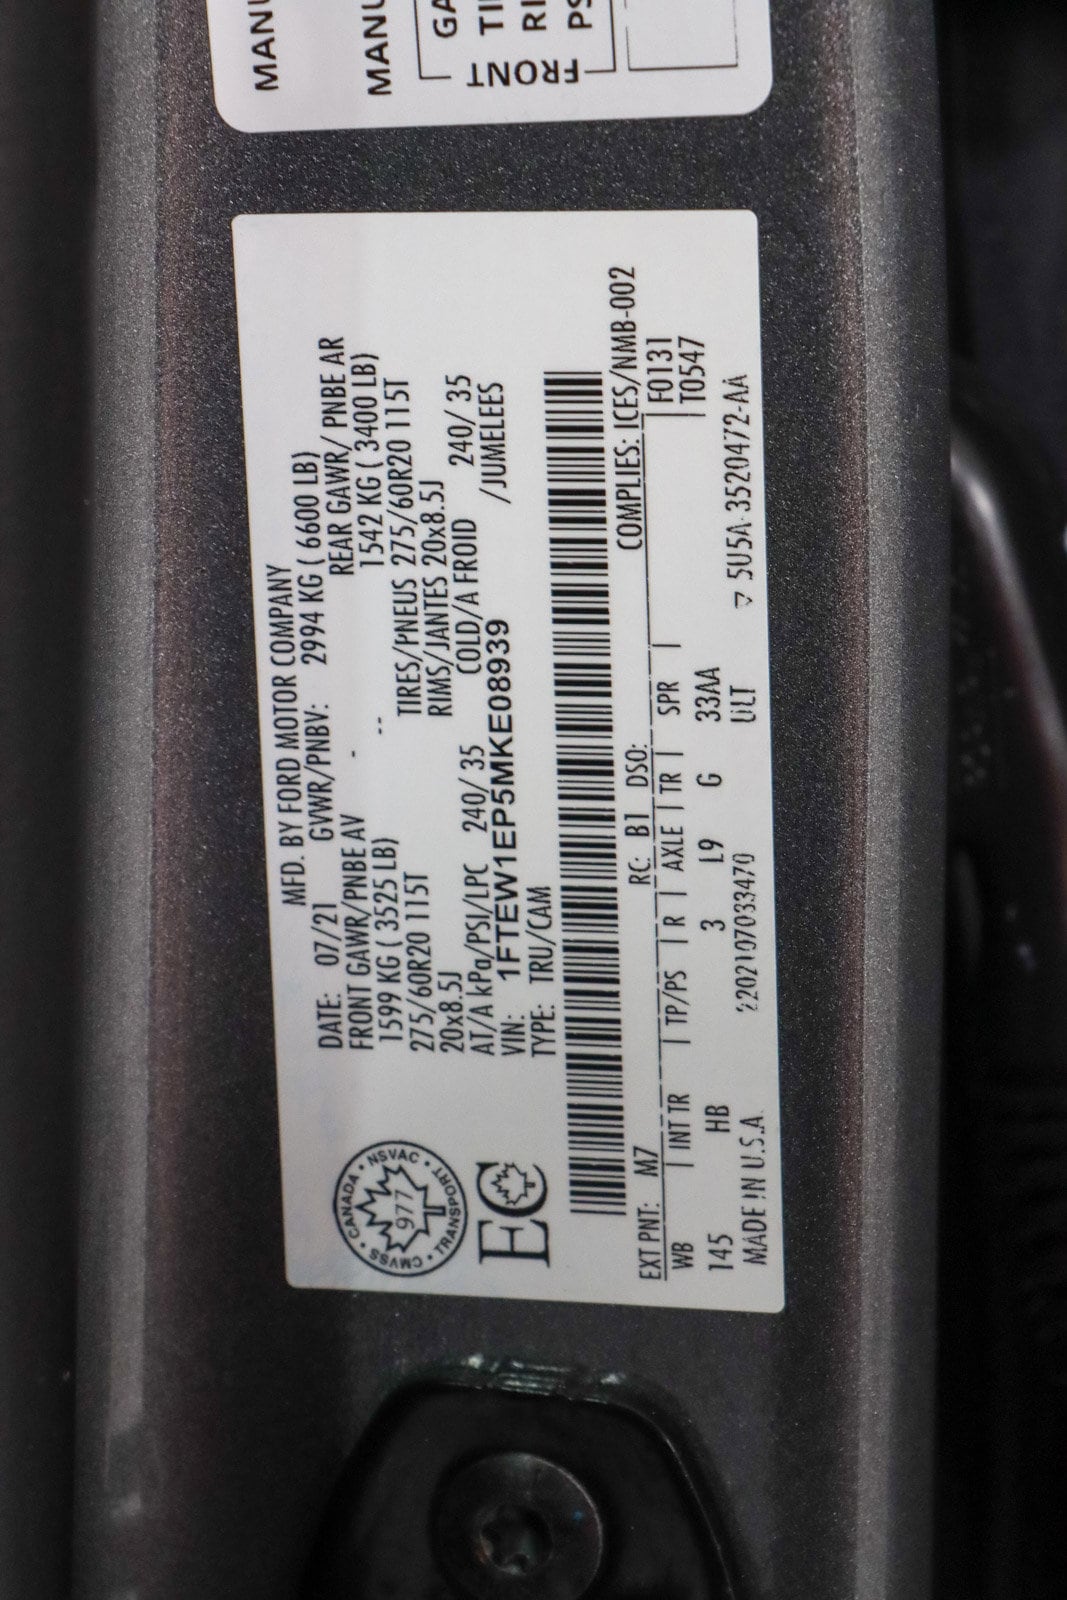 MFD. BY FORD MOTOR COMPANY
DATE: 07/21 GVWR/PNBV: 2994 KG ( 6600 LB)
FRONT GAWR/PNBE AV - REAR GAWR/ PNBE AR
1599 KG ( 3525 LB) -- 1542 KG ( 3400 LB)
275/60R20 115T TIRES/PNEUS 275/60R20 115T
20x8.5J RIMS/JANTES 20x8.5J
AT/A kPa/PSI/LPC 240/ 35 COLD/A FROID 240/ 35
VIN: 1FTEW1EP5MKE08939 /JUMELEES
TYPE: TRU/CAM
CANADA • NSVAC • TRANSPORT • CMVSS •
977
EC
COMPLIES: ICES/NMB-002
EXT PNT: M7 RC: B1 DSO: F0131
WB INT TR TP/PS R AXLE TR SPR T0547
145 HB 3 L9 G 33AA
ULT
MADE IN U.S.A. 220210703347​0 ▽ 5U5A-3520472-AA
MANU
MANU
GA
FRONT TI
RI
PS